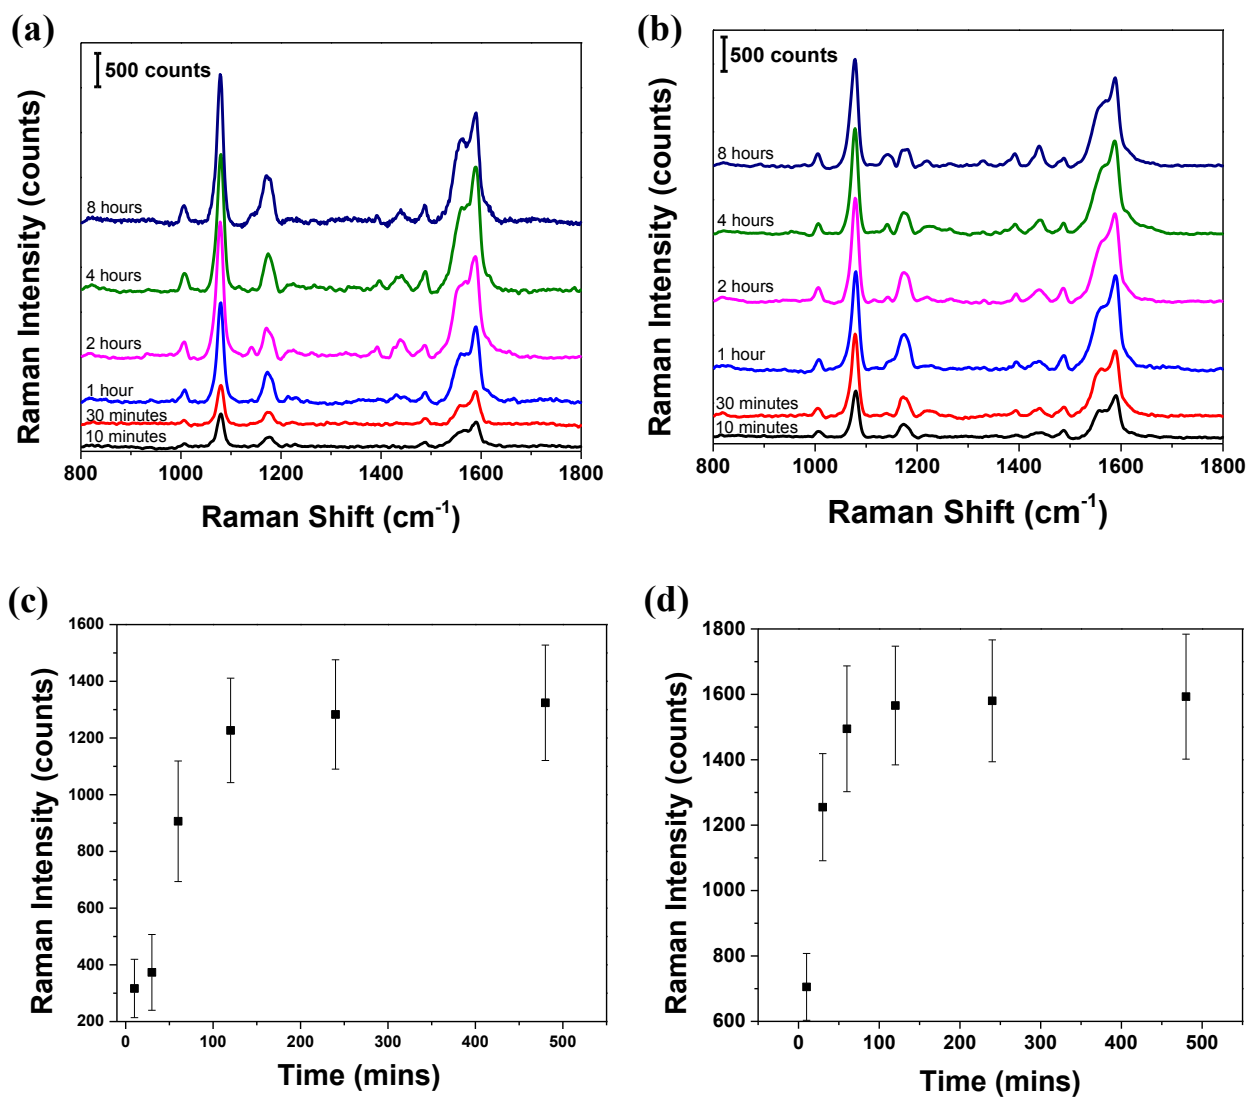 (a)
500 counts
8 hours
4 hours
2 hours
1 hour
30 minutes
10 minutes
800 1000 1200 1400 1600 1800
Raman Shift (cm⁻¹)
Raman Intensity (counts)
(b)
500 counts
8 hours
4 hours
2 hours
1 hour
30 minutes
10 minutes
800 1000 1200 1400 1600 1800
Raman Shift (cm⁻¹)
Raman Intensity (counts)
(c)
1600
1400
1200
1000
800
600
400
200
0 100 200 300 400 500
Time (mins)
Raman Intensity (counts)
(d)
1800
1600
1400
1200
1000
800
600
0 100 200 300 400 500
Time (mins)
Raman Intensity (counts)